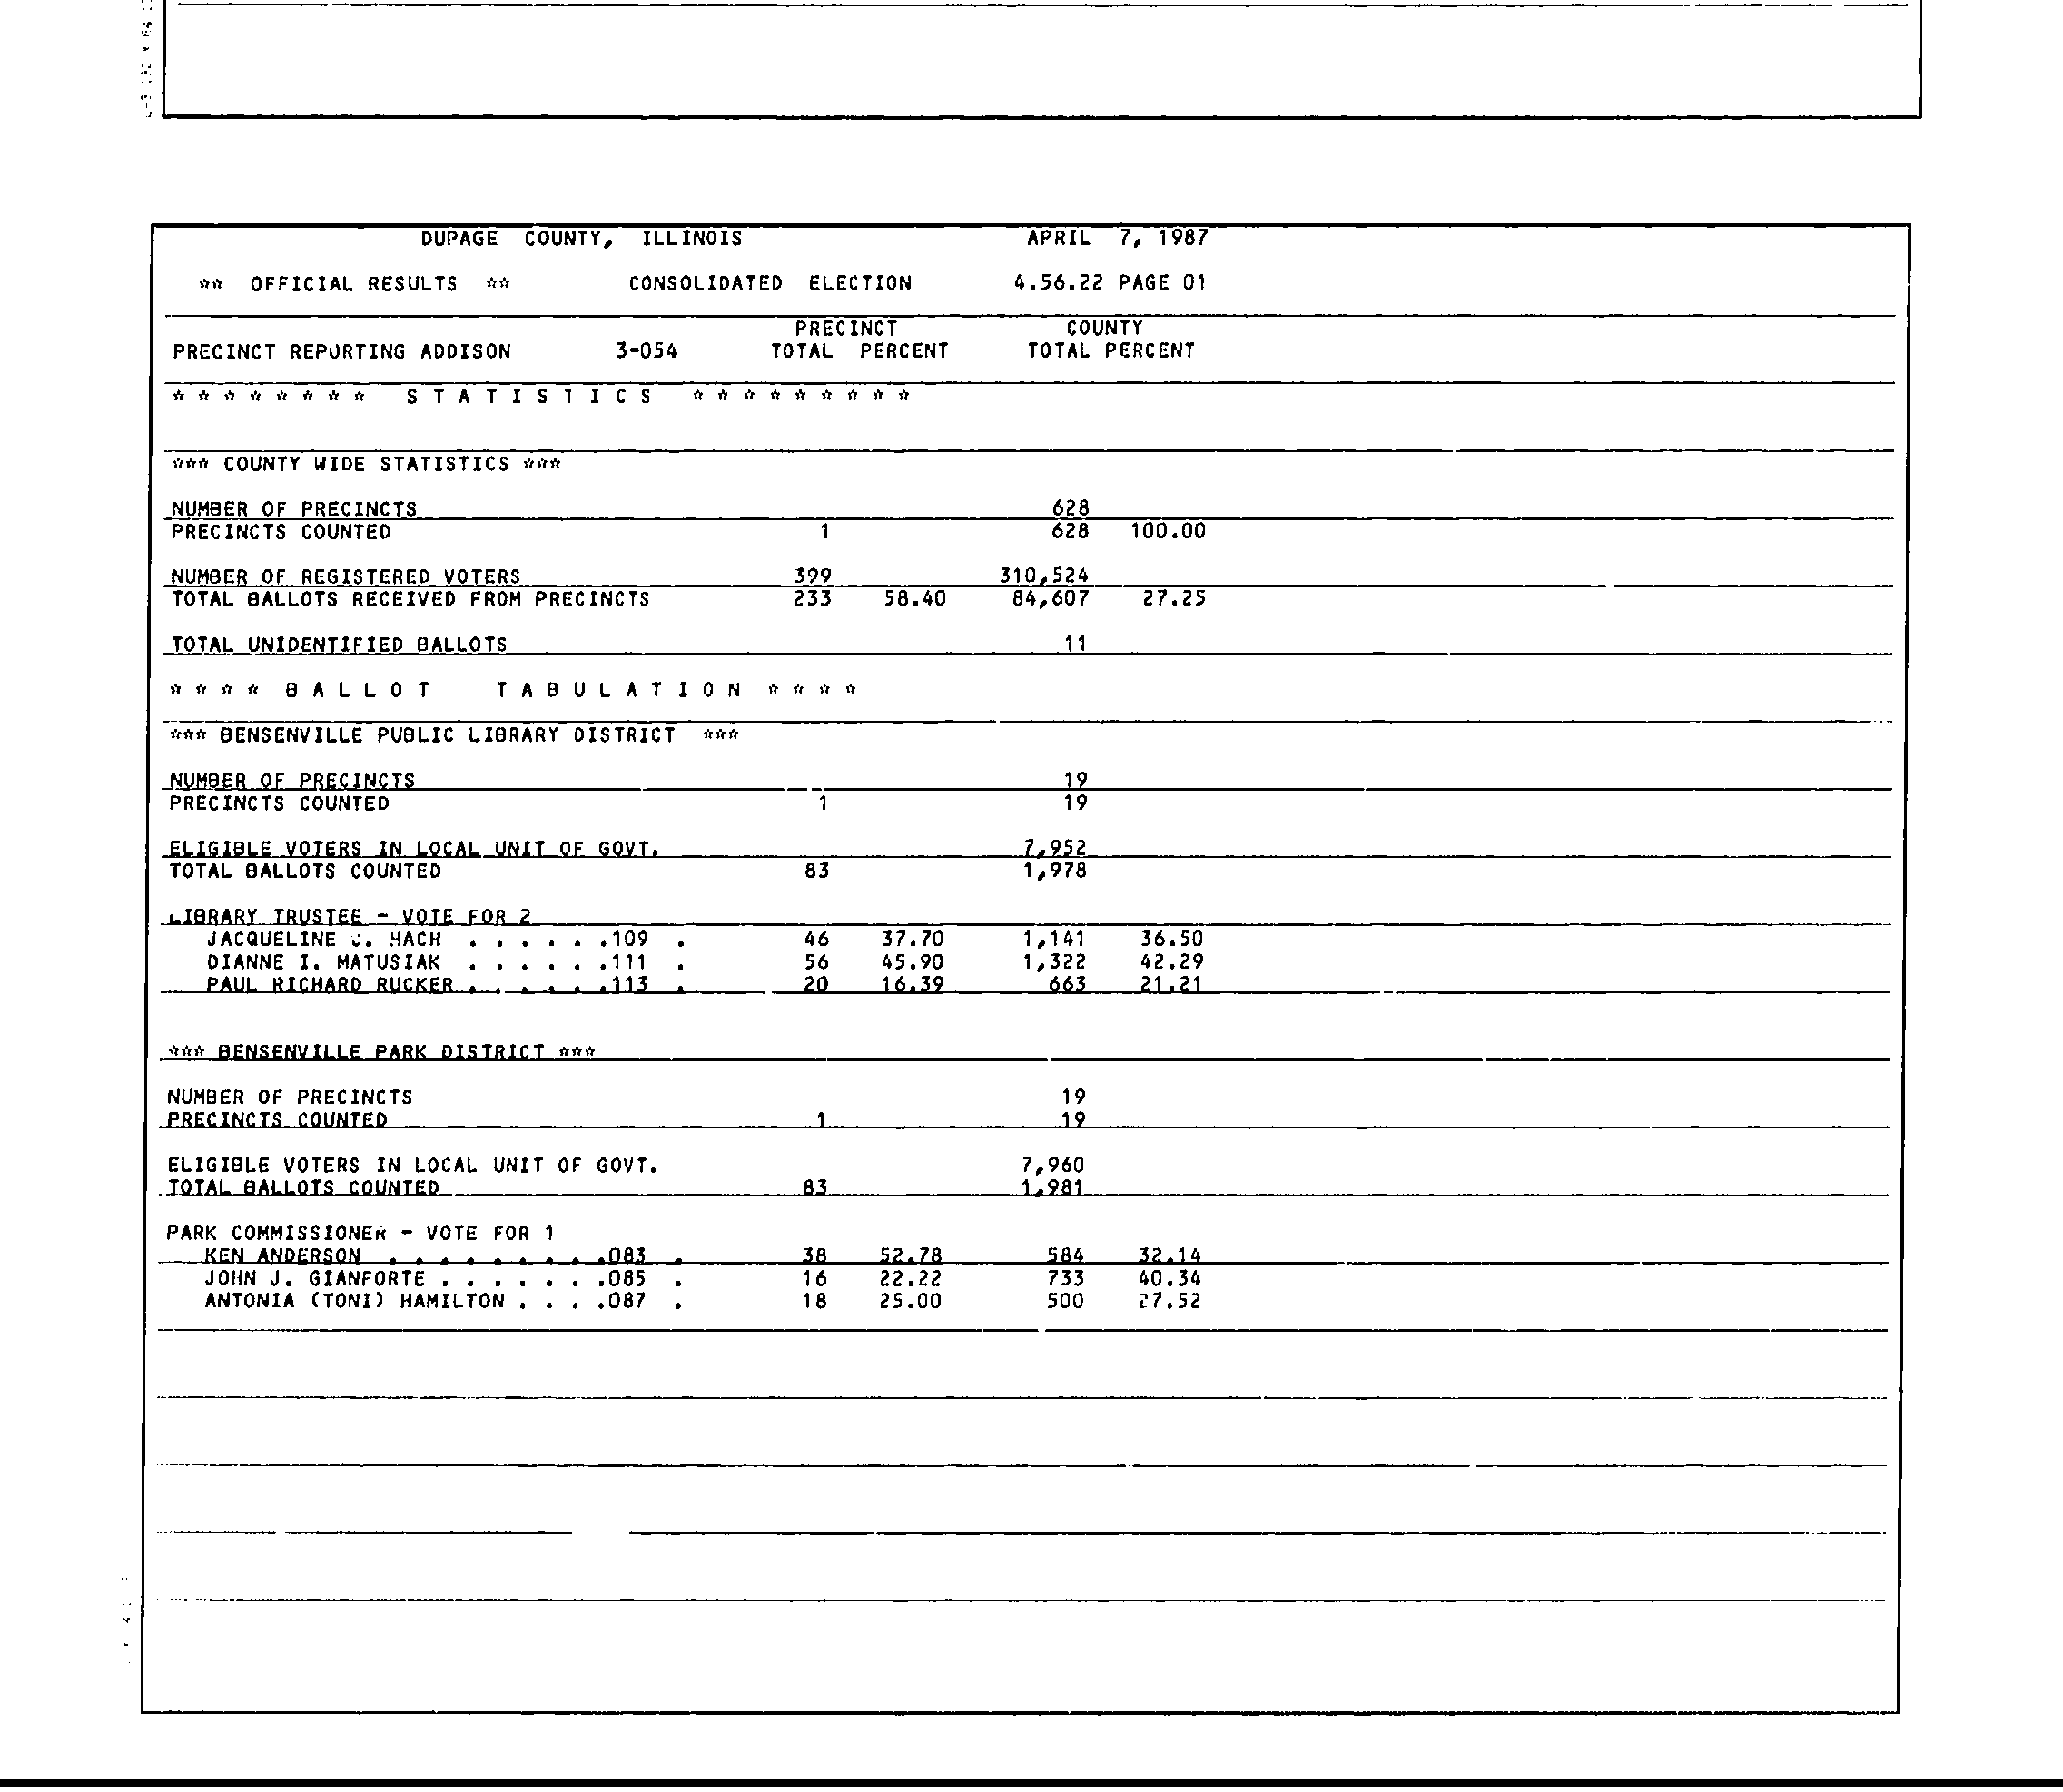 DUPAGE COUNTY, ILLINOIS APRIL 7, 1987
** OFFICIAL RESULTS ** CONSOLIDATED ELECTION 4.56.22 PAGE 01
PRECINCT COUNTY
PRECINCT REPORTING ADDISON 3-054 TOTAL PERCENT TOTAL PERCENT
* * * * * * * * S T A T I S T I C S * * * * * * * * *
*** COUNTY WIDE STATISTICS ***
NUMBER OF PRECINCTS 628
PRECINCTS COUNTED 1 628 100.00
NUMBER OF REGISTERED VOTERS 399 310,524
TOTAL BALLOTS RECEIVED FROM PRECINCTS 233 58.40 84,607 27.25
TOTAL UNIDENTIFIED BALLOTS 11
* * * * B A L L O T T A B U L A T I O N * * * *
*** BENSENVILLE PUBLIC LIBRARY DISTRICT ***
NUMBER OF PRECINCTS 19
PRECINCTS COUNTED 1 19
ELIGIBLE VOTERS IN LOCAL UNIT OF GOVT. 7,952
TOTAL BALLOTS COUNTED 83 1,978
LIBRARY TRUSTEE - VOTE FOR 2
JACQUELINE HACH . . . . . .109 . 46 37.70 1,141 36.50
DIANNE I. MATUSIAK . . . . . .111 . 56 45.90 1,322 42.29
PAUL RICHARD RUCKER . . . . . .113 . 20 16.39 663 21.21
*** BENSENVILLE PARK DISTRICT ***
NUMBER OF PRECINCTS 19
PRECINCTS COUNTED 1 19
ELIGIBLE VOTERS IN LOCAL UNIT OF GOVT. 7,960
TOTAL BALLOTS COUNTED 83 1,981
PARK COMMISSIONER - VOTE FOR 1
KEN ANDERSON . . . . . . . . .083 . 38 52.78 584 32.14
JOHN J. GIANFORTE . . . . . . .085 . 16 22.22 733 40.34
ANTONIA (TONI) HAMILTON . . . .087 . 18 25.00 500 27.52